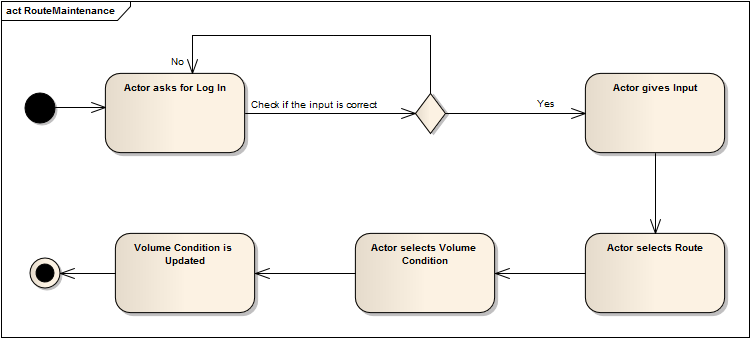 act RouteMaintenance
No
Actor asks for Log In
Check if the input is correct
Yes
Actor gives Input
Volume Condition is
Updated
Actor selects Volume
Condition
Actor selects Route